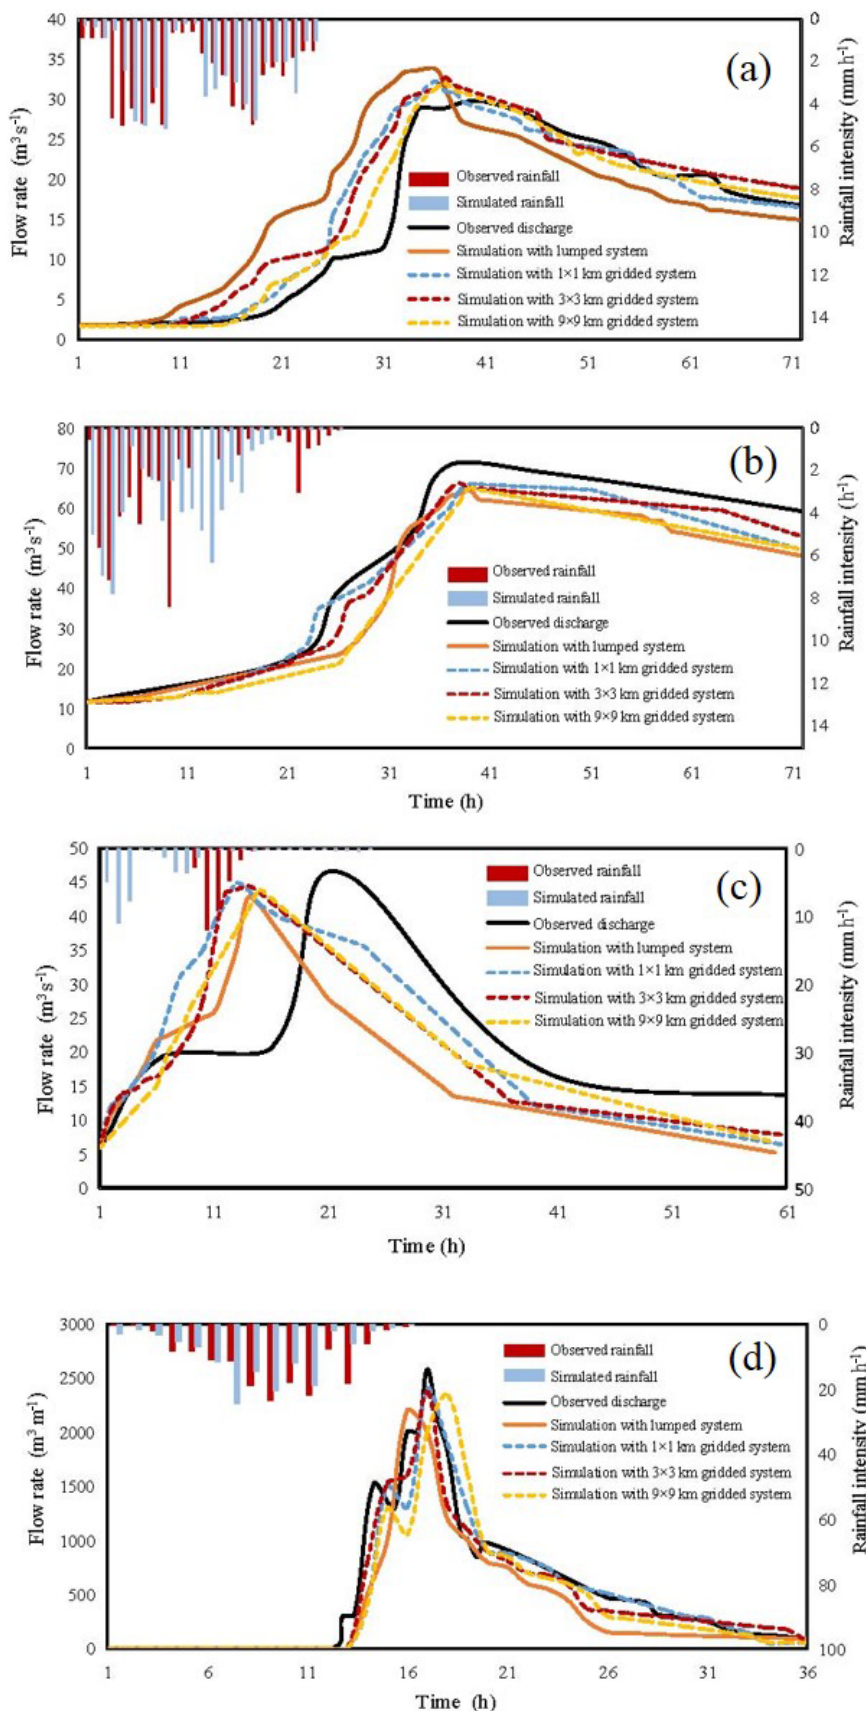 (a)
Flow rate (m³ s⁻¹)
40
35
30
25
20
15
10
5
0
0
2
4
6
8
10
12
14
Rainfall intensity (mm h⁻¹)
Observed rainfall
Simulated rainfall
Observed discharge
Simulation with lumped system
Simulation with 1×1 km gridded system
Simulation with 3×3 km gridded system
Simulation with 9×9 km gridded system
1 11 21 31 41 51 61 71
(b)
Flow rate (m³ s⁻¹)
80
70
60
50
40
30
20
10
0
0
2
4
6
8
10
12
14
Rainfall intensity (h⁻¹)
Observed rainfall
Simulated rainfall
Observed discharge
Simulation with lumped system
Simulation with 1×1 km gridded system
Simulation with 3×3 km gridded system
Simulation with 9×9 km gridded system
1 11 21 31 41 51 61 71
Time (h)
(c)
Flow rate (m³ s⁻¹)
50
45
40
35
30
25
20
15
10
5
0
0
10
20
30
40
50
Rainfall intensity (mm h⁻¹)
Observed rainfall
Simulated rainfall
Observed discharge
Simulation with lumped system
Simulation with 1×1 km gridded system
Simulation with 3×3 km gridded system
Simulation with 9×9 km gridded system
1 11 21 31 41 51 61
Time (h)
(d)
Flow rate (m³ m⁻¹)
3000
2500
2000
1500
1000
500
0
0
20
40
60
80
100
Rainfall intensity (mm h⁻¹)
Observed rainfall
Simulated rainfall
Observed discharge
Simulation with lumped system
Simulation with 1×1 km gridded system
Simulation with 3×3 km gridded system
Simulation with 9×9 km gridded system
1 6 11 16 21 26 31 36
Time (h)